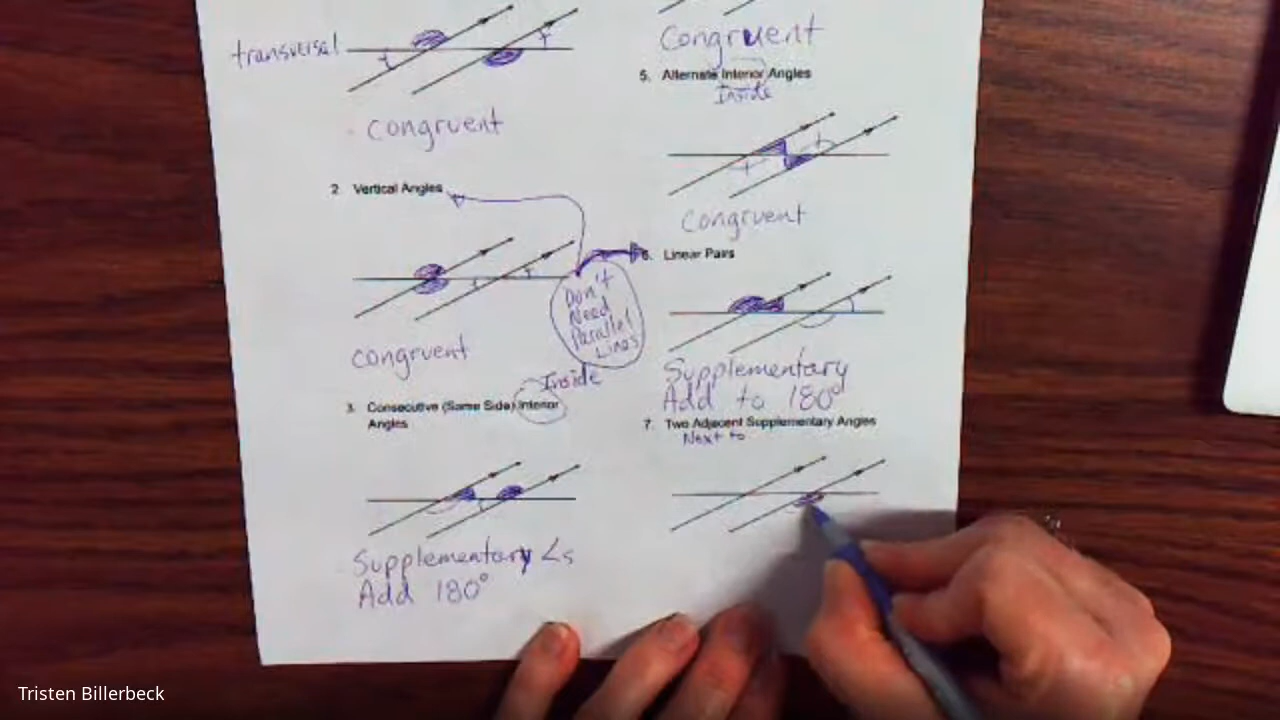 transversal
congruent
2. Vertical Angles
Don't
Need
Parallel
Lines
congruent
Inside
3. Consecutive (Same Side) Interior
Angles
Supplementary ∠s
Add 180°
Congruent
5. Alternate Interior Angles
Inside
Congruent
6. Linear Pairs
Supplementary
Add to 180°
7. Two Adjacent Supplementary Angles
Next to
Tristen Billerbeck